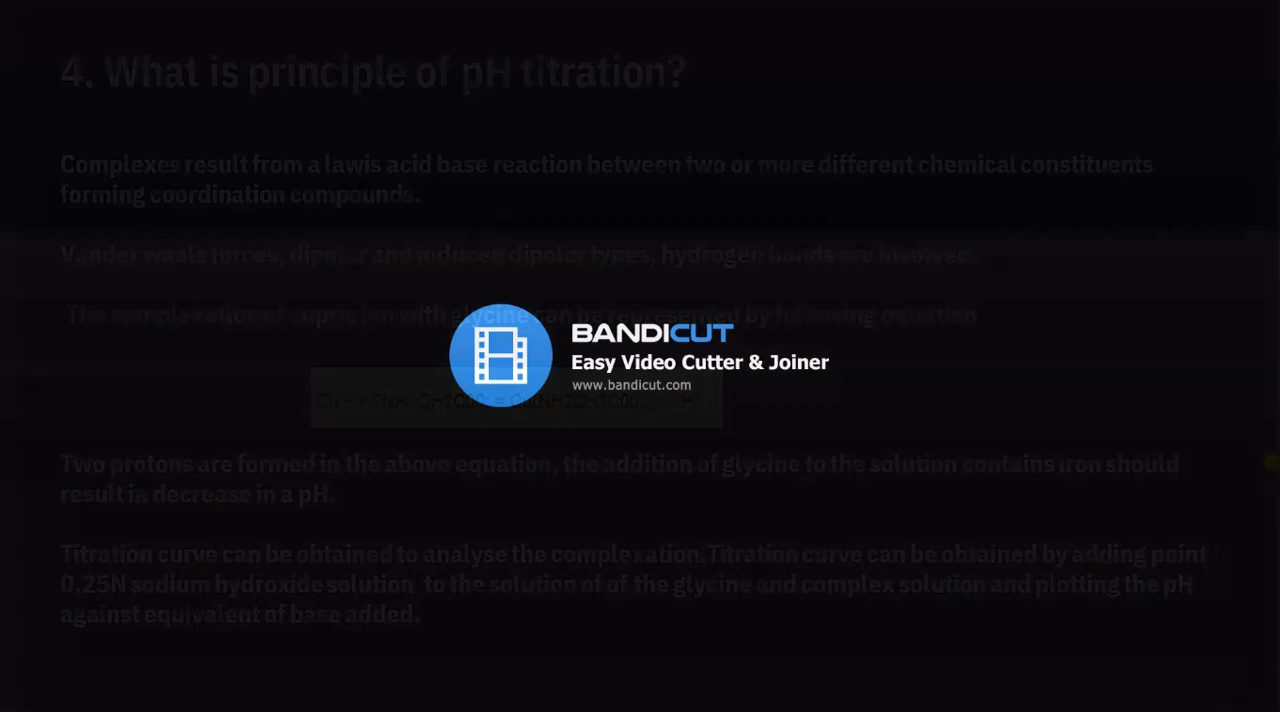 4. What is principle of pH titration?
Complexes result from a lawis acid base reaction between two or more different chemical constituents
forming coordination compounds.
Vander waals forces, dipolar and induced dipolar types, hydrogen bonds are involved.
The complexation of cupric ion with glycine can be represented by following equation
BANDICUT
Easy Video Cutter & Joiner
www.bandicut.com
Two protons are formed in the above equation, the addition of glycine to the solution contains iron should
result in decrease in a pH.
Titration curve can be obtained to analyse the complexation.Titration curve can be obtained by adding point
0.25N sodium hydroxide solution to the solution of of the glycine and complex solution and plotting the pH
against equivalent of base added.